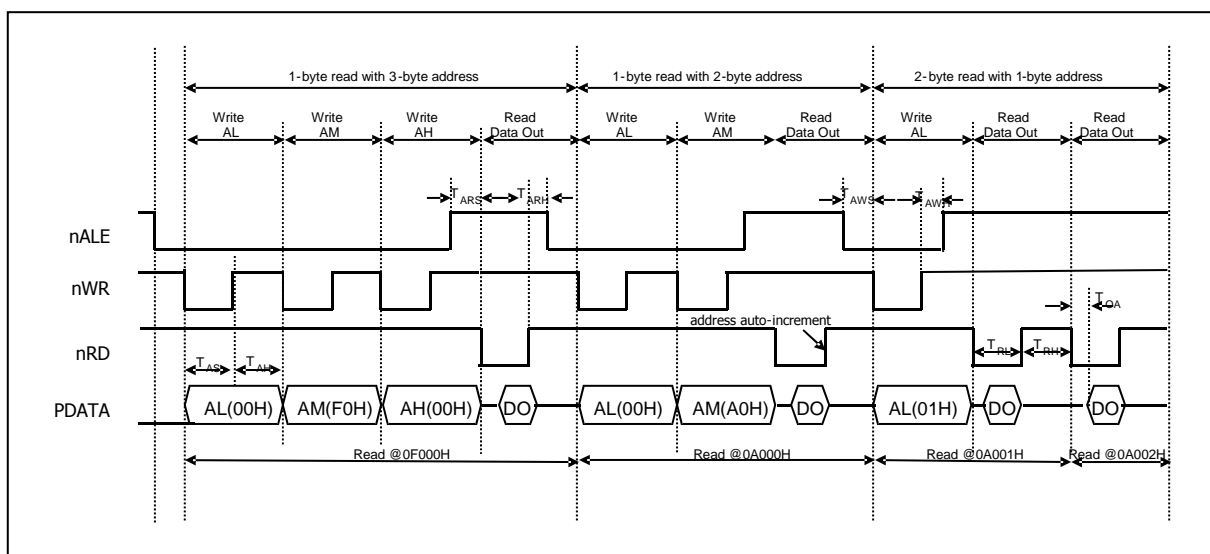 1-byte read with 3-byte address
1-byte read with 2-byte address
2-byte read with 1-byte address
Write
AL
Write
AM
Write
AH
Read
Data Out
Write
AL
Write
AM
Read
Data Out
Write
AL
Read
Data Out
Read
Data Out
TARS
TARH
TAWS
TAWH
nALE
nWR
TOA
address auto-increment
nRD
TAS
TAH
TRL
TRH
PDATA
AL(00H)
AM(F0H)
AH(00H)
DO
AL(00H)
AM(A0H)
DO
AL(01H)
DO
DO
Read @0F000H
Read @0A000H
Read @0A001H
Read @0A002H